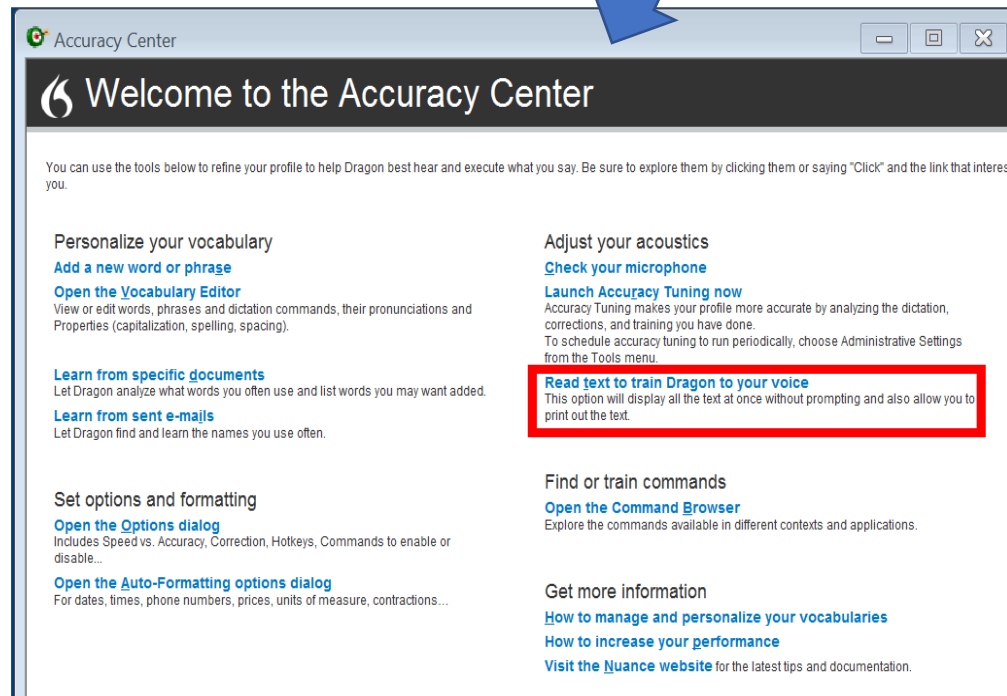 Accuracy Center
Welcome to the Accuracy Center
You can use the tools below to refine your profile to help Dragon best hear and execute what you say. Be sure to explore them by clicking them or saying "Click" and the link that interes
you.
Personalize your vocabulary
Add a new word or phrase
Open the Vocabulary Editor
View or edit words, phrases and dictation commands, their pronunciations and
Properties (capitalization, spelling, spacing).
Learn from specific documents
Let Dragon analyze what words you often use and list words you may want added.
Learn from sent e-mails
Let Dragon find and learn the names you use often.
Set options and formatting
Open the Options dialog
Includes Speed vs. Accuracy, Correction, Hotkeys, Commands to enable or
disable...
Open the Auto-Formatting options dialog
For dates, times, phone numbers, prices, units of measure, contractions...
Adjust your acoustics
Check your microphone
Launch Accuracy Tuning now
Accuracy Tuning makes your profile more accurate by analyzing the dictation,
corrections, and training you have done.
To schedule accuracy tuning to run periodically, choose Administrative Settings
from the Tools menu.
Read text to train Dragon to your voice
This option will display all the text at once without prompting and also allow you to
print out the text.
Find or train commands
Open the Command Browser
Explore the commands available in different contexts and applications.
Get more information
How to manage and personalize your vocabularies
How to increase your performance
Visit the Nuance website for the latest tips and documentation.